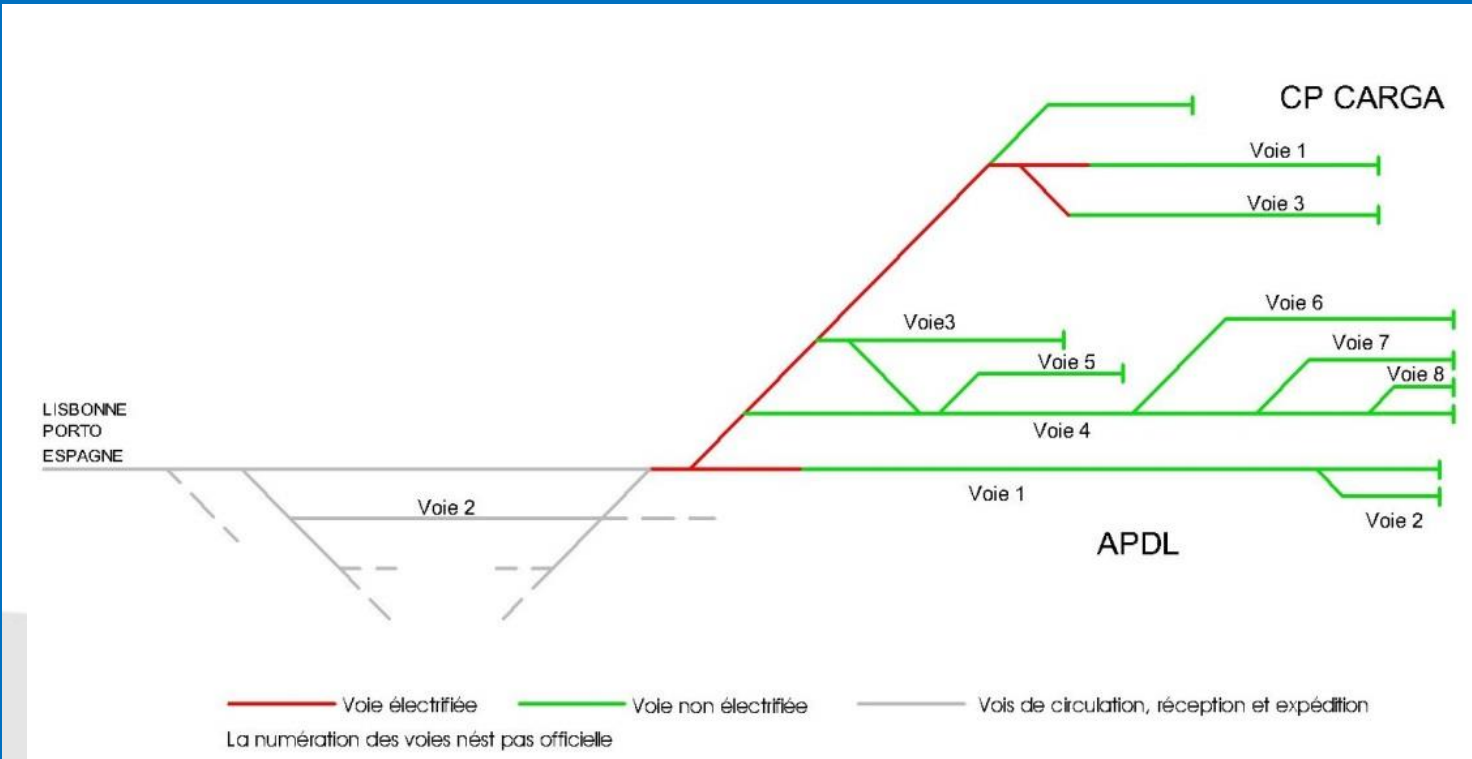 CP CARGA
Voie 1
Voie 3
Voie 6
Voie3
Voie 7
Voie 5
Voie 8
LISBONNE
PORTO
Voie 4
ESPAGNE
Voie 1
Voie 2
Voie 2
APDL
Voie électrifiée
Voie non électrifiée
Vois de circulation, réception et expédition
La numération des voies nést pas officielle